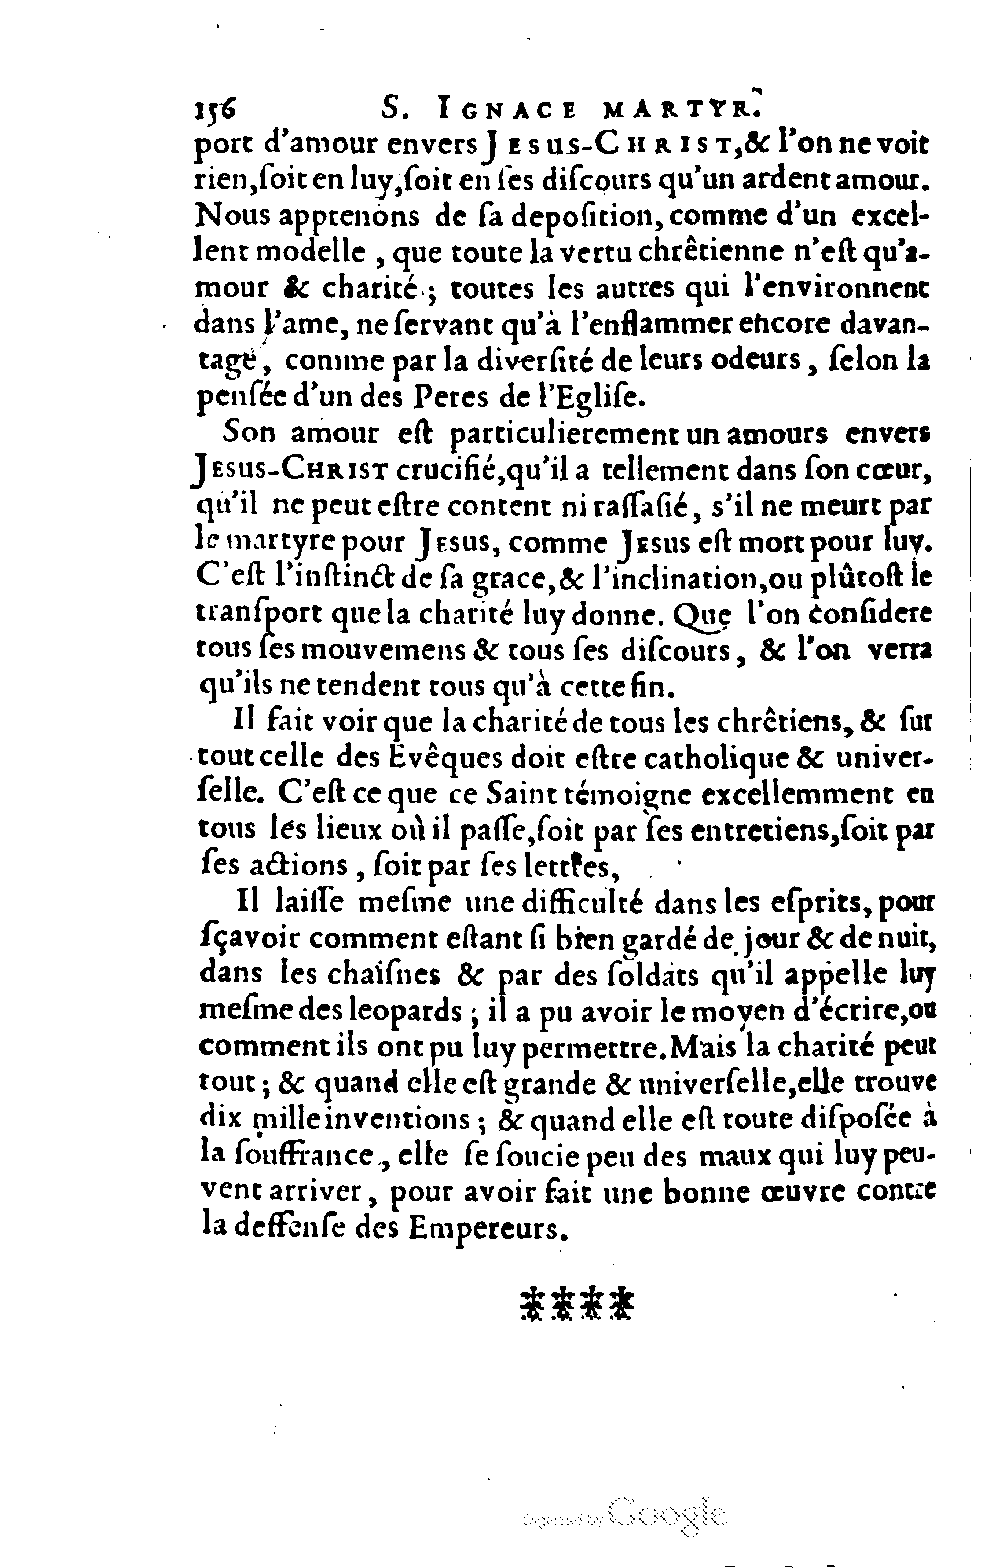 156 S. IGNACE MARTYR.
port d'amour envers JESUS-CHRIST,& l'on ne voit
rien,ſoit en luy,ſoit en ſes diſcours qu'un ardent amour.
Nous apprenons de ſa depoſition, comme d'un excel-
lent modelle , que toute la vertu chrêtienne n'eſt qu'a-
mour & charité ; toutes les autres qui l'environnent
dans l'ame, ne ſervant qu'à l'enflammer encore davan-
tage , comme par la diverſité de leurs odeurs , ſelon la
penſée d'un des Peres de l'Egliſe.
Son amour eſt particulierement un amours envers
JESUS-CHRIST crucifié,qu'il a tellement dans ſon cœur,
qu'il ne peut eſtre content ni raſſaſié, s'il ne meurt par
le martyre pour JESUS, comme JESUS eſt mort pour luy.
C'eſt l'inſtinct de ſa grace,& l'inclination,ou plûtoſt le
tranſport que la charité luy donne. Que l'on conſidere
tous ſes mouvemens & tous ſes diſcours, & l'on verra
qu'ils ne tendent tous qu'à cette fin.
Il fait voir que la charité de tous les chrêtiens, & ſur
tout celle des Evêques doit eſtre catholique & univer-
ſelle. C'eſt ce que ce Saint témoigne excellemment en
tous les lieux où il paſſe,ſoit par ſes entretiens,ſoit par
ſes actions , ſoit par ſes lettres,
Il laiſſe meſme une difficulté dans les eſprits, pour
ſçavoir comment eſtant ſi bien gardé de jour & de nuit,
dans les chaiſnes & par des ſoldats qu'il appelle luy
meſme des leopards ; il a pu avoir le moyen d'écrire,ou
comment ils ont pu luy permettre. Mais la charité peut
tout ; & quand elle eſt grande & univerſelle,elle trouve
dix mille inventions ; & quand elle eſt toute diſpoſée à
la ſouffrance , elle ſe ſoucie peu des maux qui luy peu-
vent arriver, pour avoir fait une bonne œuvre contre
la deffenſe des Empereurs.
Digitized by Google